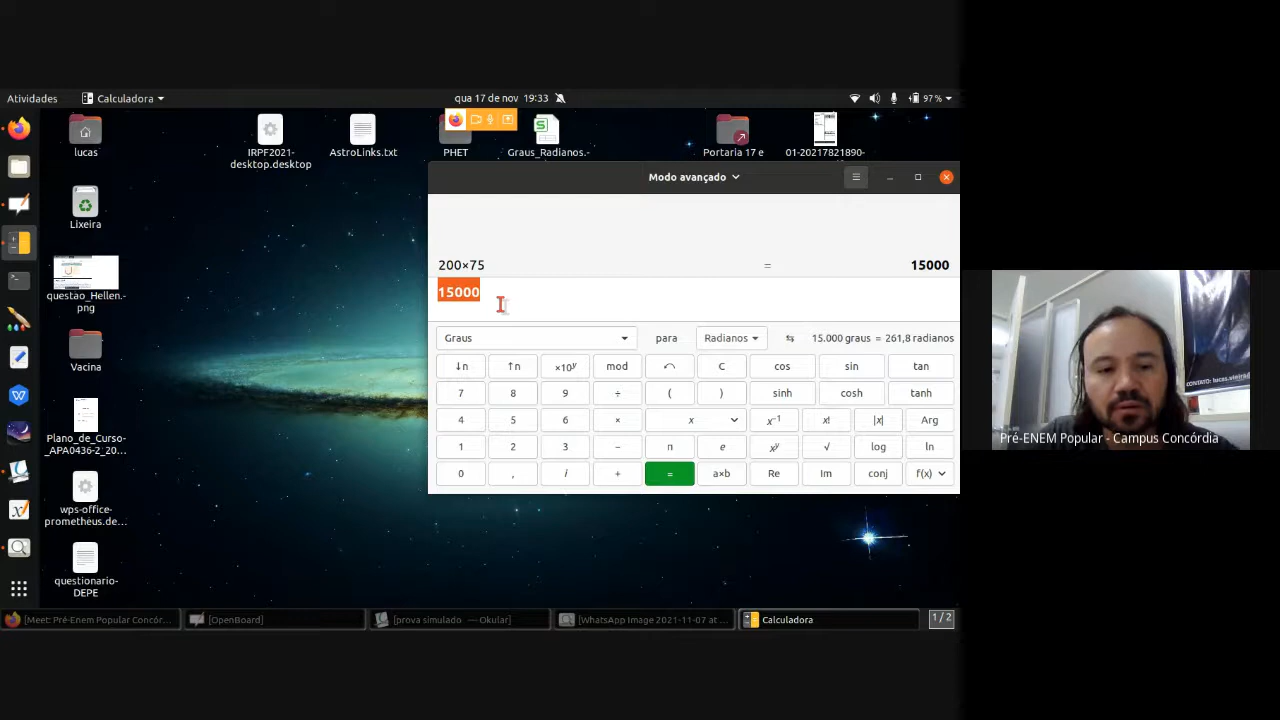 Atividades
Calculadora
qua 17 de nov 19:33
97 %
lucas
IRPF2021-
desktop.desktop
AstroLinks.txt
PHET
Graus_Radianos.-
Portaria 17 e
01-20217821890-
Lixeira
questao_Hellen.-
png
Vacina
Plano_de_Curso-
_APA0436-2_20...
wps-office-
prometheus.de...
questionario-
DEPE
Modo avançado
200×75 = 15000
15000
Graus para Radianos 15.000 graus = 261,8 radianos
↓n ↑n ×10ʸ mod C cos sin tan
7 8 9 ÷ ( ) sinh cosh tanh
4 5 6 × x x⁻¹ x! |x| Arg
1 2 3 − π e xʸ √ log ln
0 , i + = a×b Re Im conj f(x)
[Meet: Pré-Enem Popular Concór...
[OpenBoard]
[prova simulado — Okular]
[WhatsApp Image 2021-11-07 at ...
Calculadora
1 / 2
Pré-ENEM Popular - Campus Concórdia